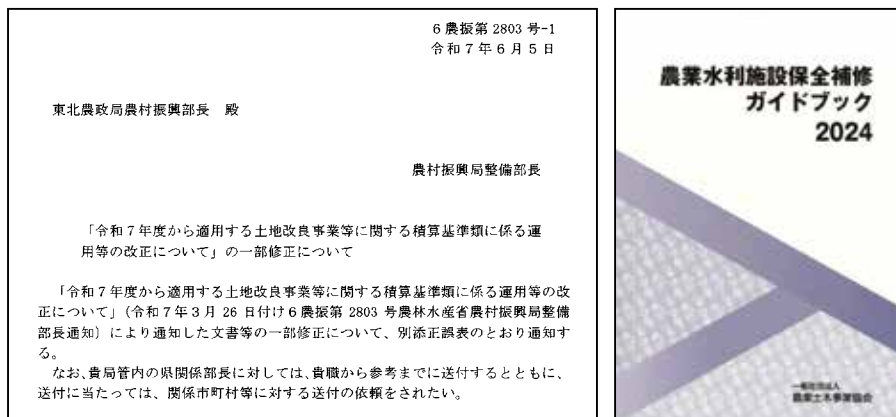 6農振第2803号-1
令和7年6月5日
東北農政局農村振興部長 殿
農村振興局整備部長
「令和7年度から適用する土地改良事業等に関する積算基準類に係る運
用等の改正について」の一部修正について
「令和7年度から適用する土地改良事業等に関する積算基準類に係る運用等の改
正について」(令和7年3月26日付け6農振第2803号農林水産省農村振興局整備
部長通知)により通知した文書等の一部修正について、別添正誤表のとおり通知す
る。
なお、貴局管内の県関係部長に対しては、貴職から参考までに送付するとともに、
送付に当たっては、関係市町村等に対する送付の依頼をされたい。
農業水利施設保全補修
ガイドブック
2024
一般社団法人
農業土木事業協会